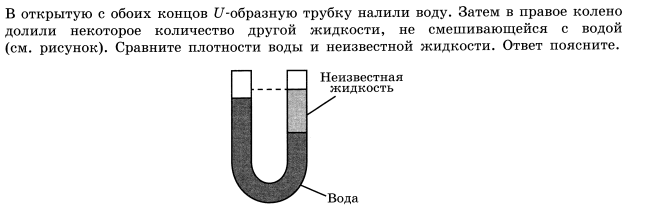 В открытую с обоих концов U-образную трубку налили воду. Затем в правое колено
долили некоторое количество другой жидкости, не смешивающейся с водой
(см. рисунок). Сравните плотности воды и неизвестной жидкости. Ответ поясните.
Неизвестная
жидкость
Вода